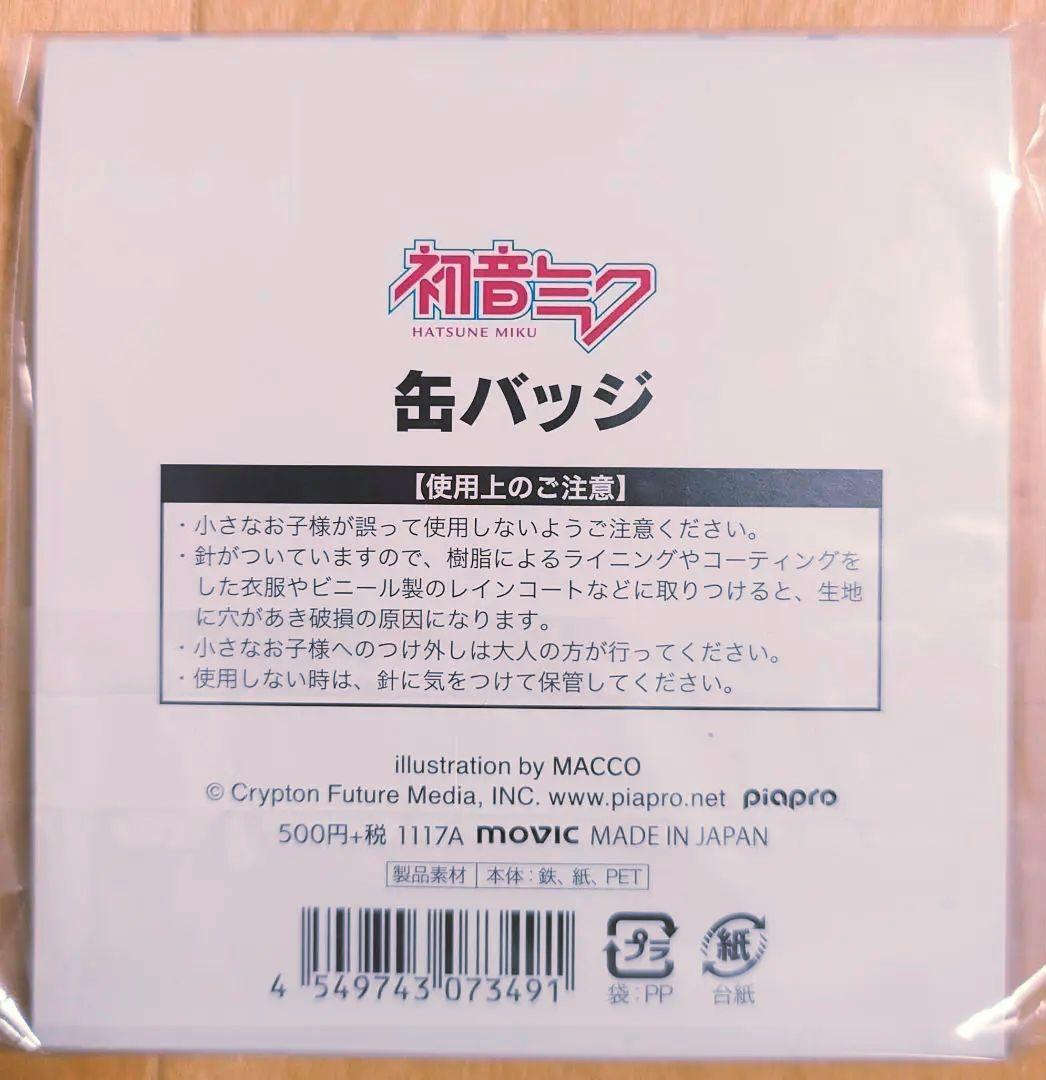 初音ミク
HATSUNE MIKU
缶バッジ
【使用上のご注意】
・小さなお子様が誤って使用しないようご注意ください。
・針がついていますので、樹脂によるライニングやコーティングを
した衣服やビニール製のレインコートなどに取りつけると、生地
に穴があき破損の原因になります。
・小さなお子様へのつけ外しは大人の方が行ってください。
・使用しない時は、針に気をつけて保管してください。
illustration by MACCO
© Crypton Future Media, INC. www.piapro.net piapro
500円+税 1117A movic MADE IN JAPAN
製品素材 本体：鉄、紙、PET
4 549743 073491
プラ 紙
袋：PP 台紙